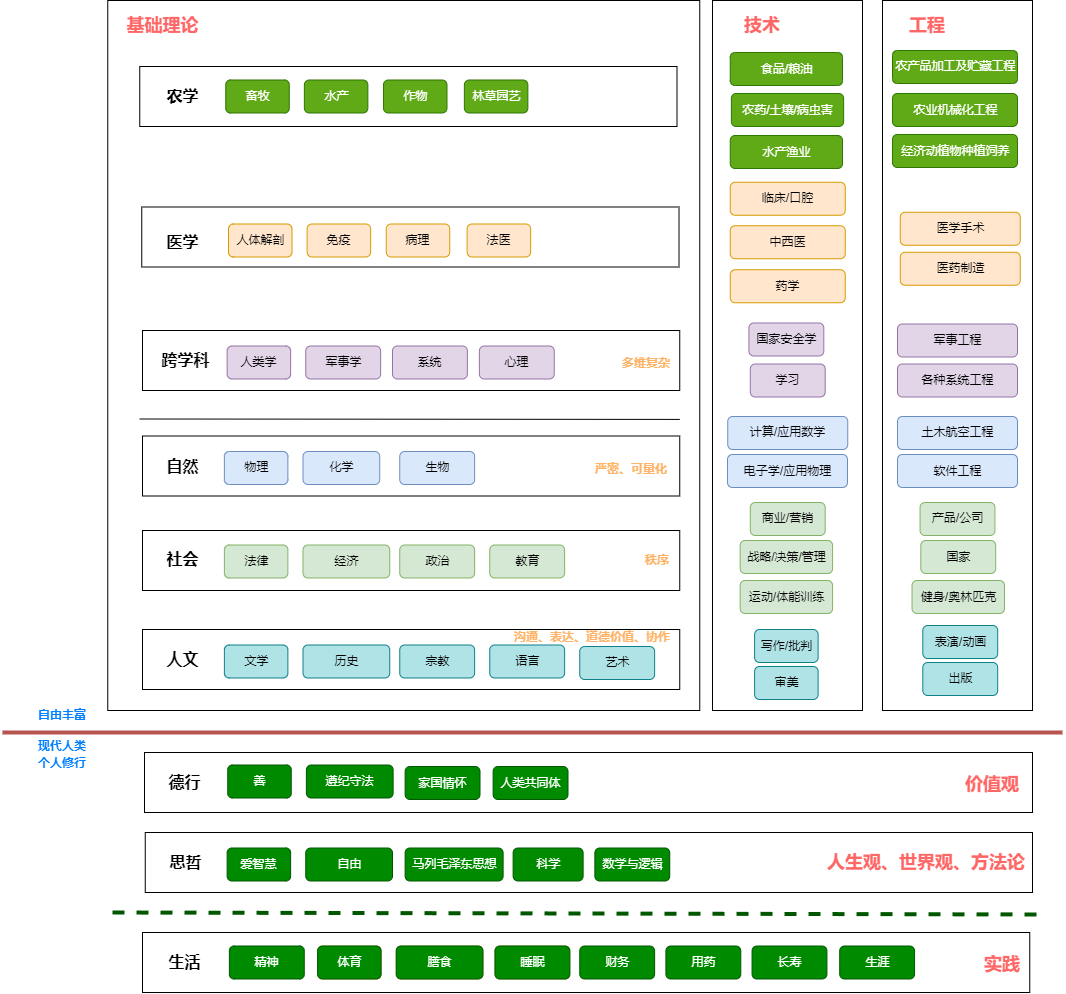 基础理论
技术
工程
农学
畜牧
水产
作物
林草园艺
食品/粮油
农药/土壤/病虫害
水产渔业
农产品加工及贮藏工程
农业机械化工程
经济动植物种植饲养
医学
人体解剖
免疫
病理
法医
临床/口腔
中西医
药学
医学手术
医药制造
跨学科
人类学
军事学
系统
心理
多维复杂
国家安全学
学习
军事工程
各种系统工程
自然
物理
化学
生物
严密、可量化
计算/应用数学
电子学/应用物理
土木航空工程
软件工程
社会
法律
经济
政治
教育
秩序
商业/营销
战略/决策/管理
运动/体能训练
产品/公司
国家
健身/奥林匹克
人文
文学
历史
宗教
语言
艺术
沟通、表达、道德价值、协作
写作/批判
审美
表演/动画
出版
自由丰富
现代人类
个人修行
德行
善
遵纪守法
家国情怀
人类共同体
价值观
思哲
爱智慧
自由
马列毛泽东思想
科学
数学与逻辑
人生观、世界观、方法论
生活
精神
体育
膳食
睡眠
财务
用药
长寿
生涯
实践